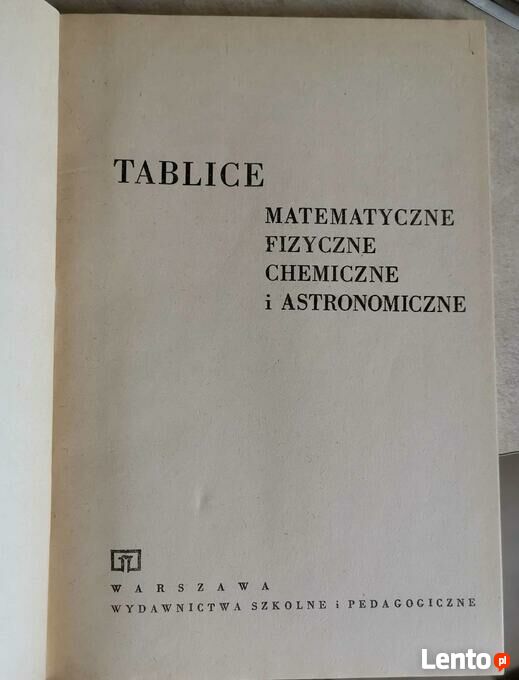 TABLICE
MATEMATYCZNE
FIZYCZNE
CHEMICZNE
i ASTRONOMICZNE
WARSZAWA
WYDAWNICTWA SZKOLNE i PEDAGOGICZNE
Lento.pl